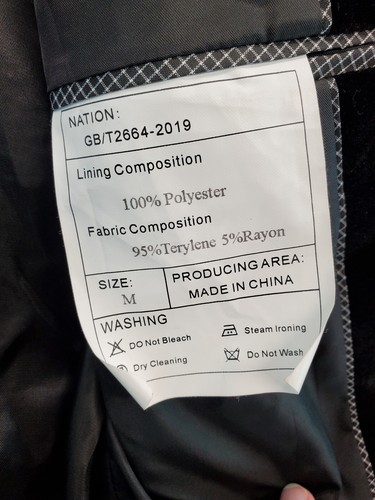 NATION:
GB/T2664-2019
Lining Composition
100% Polyester
Fabric Composition
95%Terylene 5%Rayon
SIZE:
M
PRODUCING AREA:
MADE IN CHINA
WASHING
DO Not Bleach
Steam Ironing
Dry Cleaning
Do Not Wash